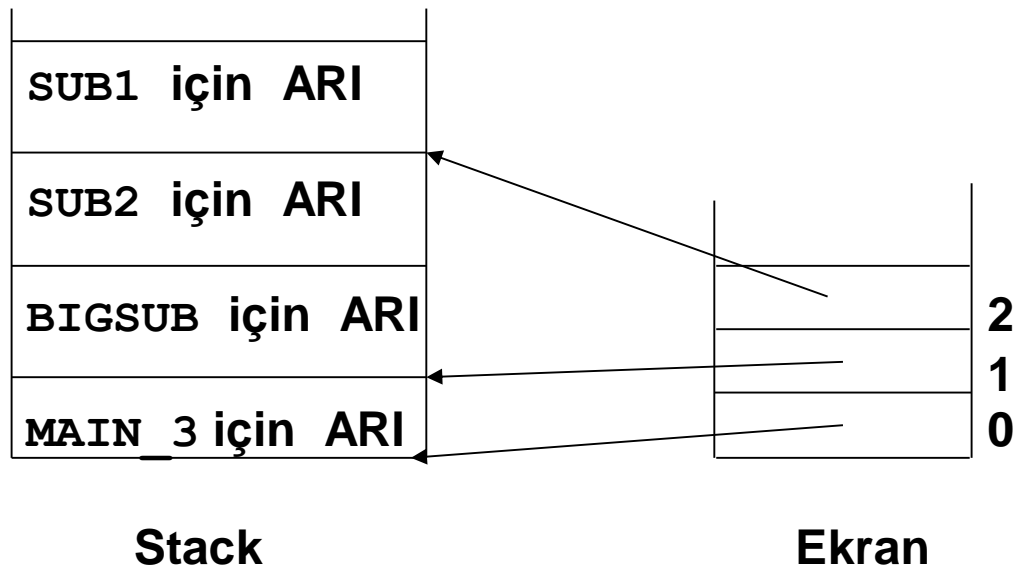 SUB1 için ARI
SUB2 için ARI
BIGSUB için ARI
MAIN_3 için ARI
2
1
0
Stack
Ekran